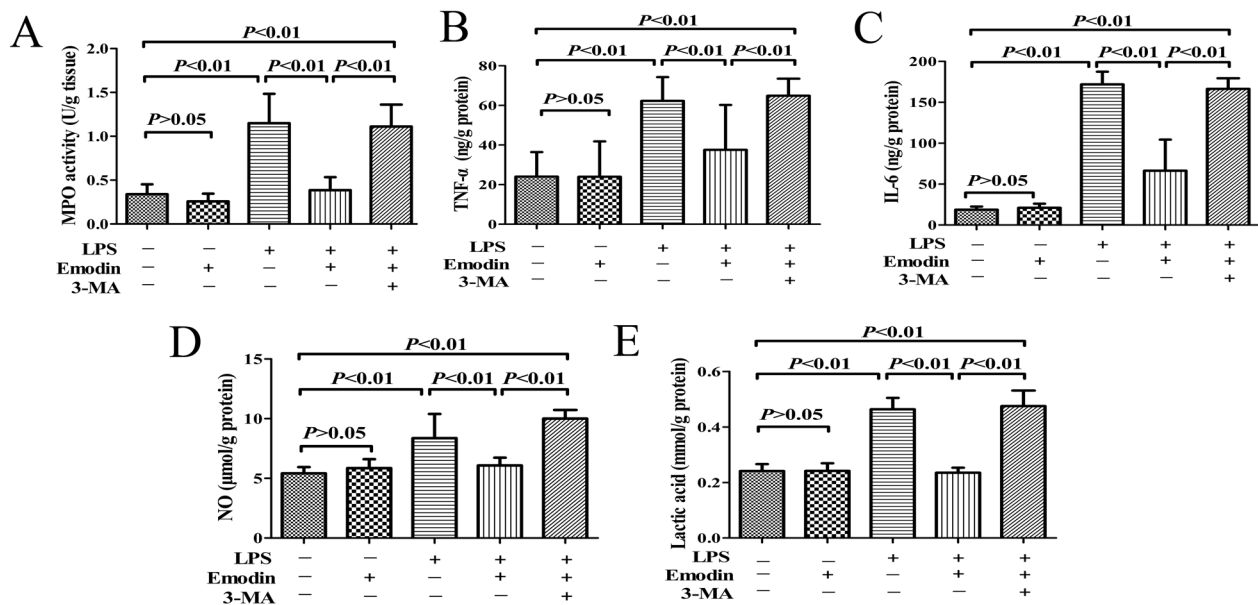 A
P<0.01
P<0.01 P<0.01 P<0.01
P>0.05
MPO activity (U/g tissue)
2.0
1.5
1.0
0.5
0.0
LPS − − + + +
Emodin − + − + +
3-MA − − − − +
B
P<0.01
P<0.01 P<0.01 P<0.01
P>0.05
TNF-α (ng/g protein)
80
60
40
20
0
LPS − − + + +
Emodin − + − + +
3-MA − − − − +
C
P<0.01
P<0.01 P<0.01 P<0.01
P>0.05
IL-6 (ng/g protein)
200
150
100
50
0
LPS − − + + +
Emodin − + − + +
3-MA − − − − +
D
P<0.01
P<0.01 P<0.01 P<0.01
P>0.05
NO (μmol/g protein)
15
10
5
0
LPS − − + + +
Emodin − + − + +
3-MA − − − − +
E
P<0.01
P<0.01 P<0.01 P<0.01
P>0.05
Lactic acid (mmol/g protein)
0.6
0.4
0.2
0.0
LPS − − + + +
Emodin − + − + +
3-MA − − − − +